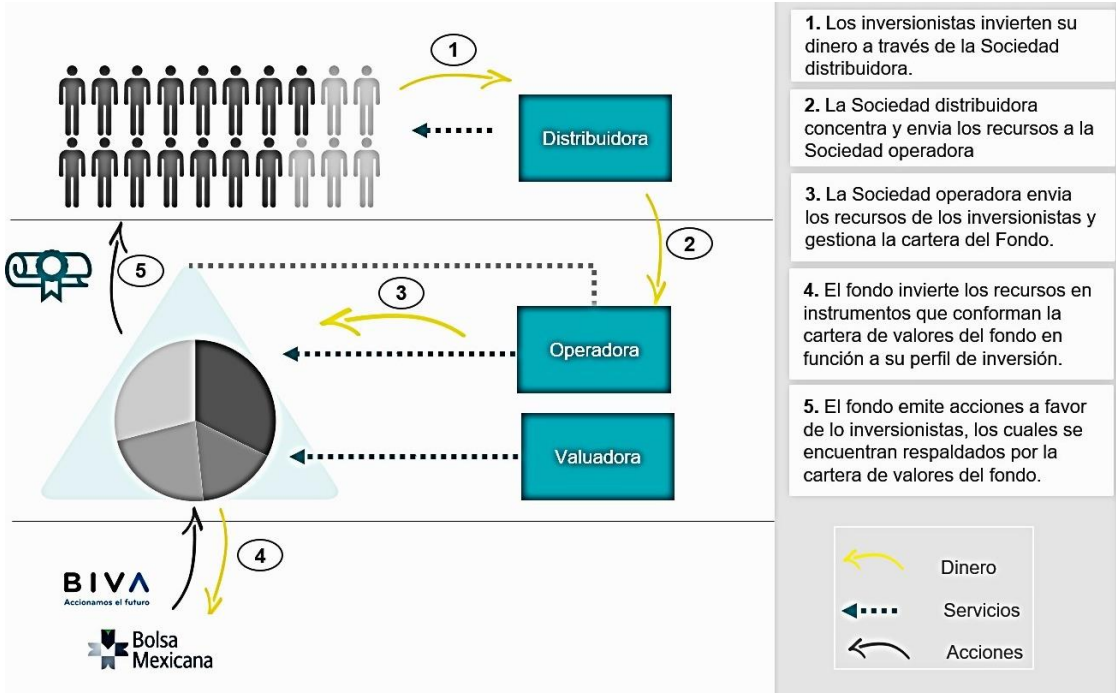 1
Distribuidora
2
5
3
Operadora
Valuadora
4
BIVA
Accionamos el futuro
Bolsa
Mexicana
1. Los inversionistas invierten su
dinero a través de la Sociedad
distribuidora.
2. La Sociedad distribuidora
concentra y envia los recursos a la
Sociedad operadora
3. La Sociedad operadora envia
los recursos de los inversionistas y
gestiona la cartera del Fondo.
4. El fondo invierte los recursos en
instrumentos que conforman la
cartera de valores del fondo en
función a su perfil de inversión.
5. El fondo emite acciones a favor
de lo inversionistas, los cuales se
encuentran respaldados por la
cartera de valores del fondo.
Dinero
Servicios
Acciones